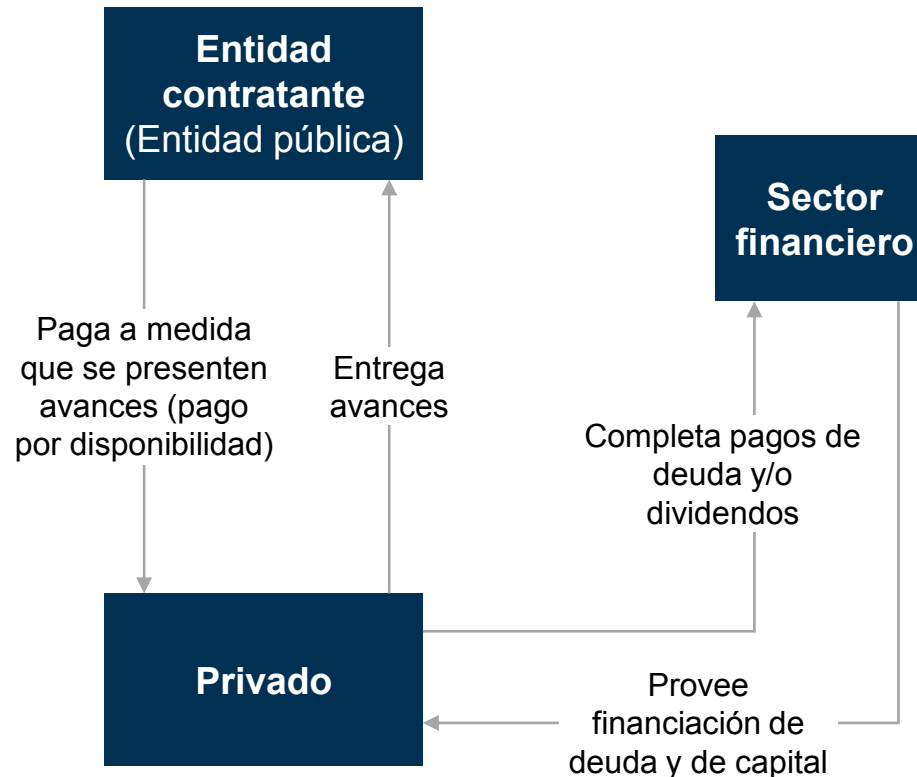 Entidad
contratante
(Entidad pública)
Sector
financiero
Paga a medida
que se presenten
avances (pago
por disponibilidad)
Entrega
avances
Completa pagos de
deuda y/o
dividendos
Privado
Provee
financiación de
deuda y de capital